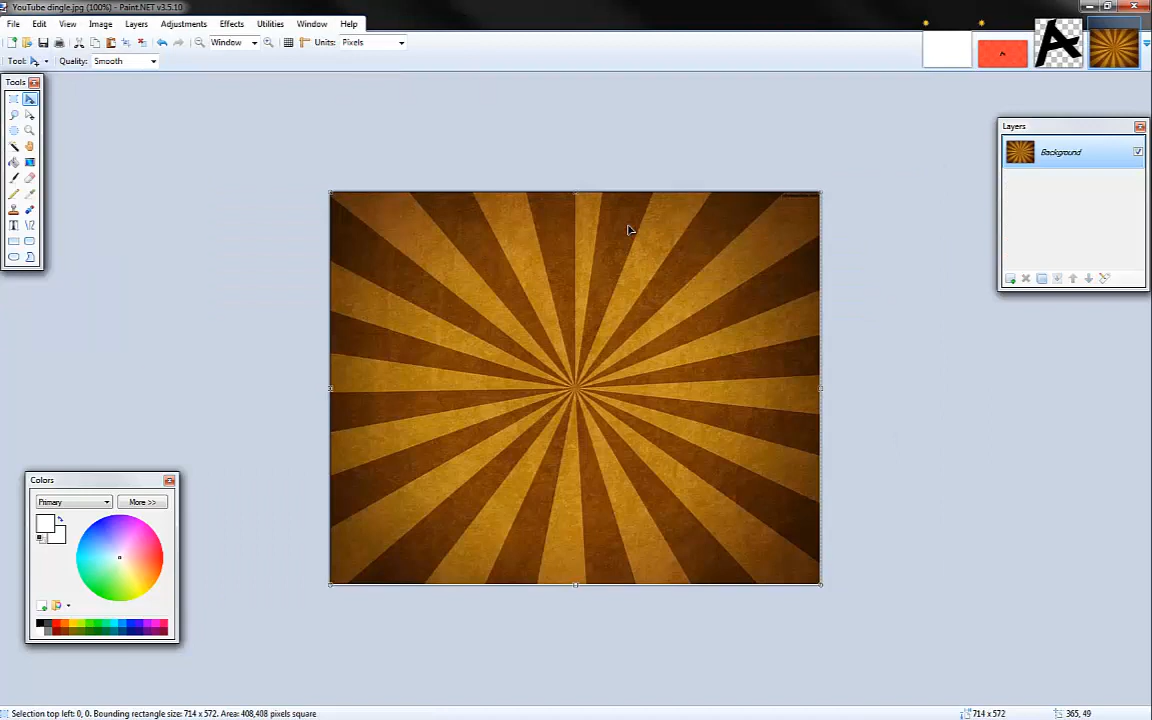 YouTube dingle.jpg (100%) - Paint.NET v3.5.10
File Edit View Image Layers Adjustments Effects Utilities Window Help
Window Units: Pixels
Tool: Quality: Smooth
Tools
Layers
Background
Colors
Primary More >>
Selection top left: 0, 0. Bounding rectangle size: 714 x 572. Area: 408,408 pixels square 714 x 572 365, 49